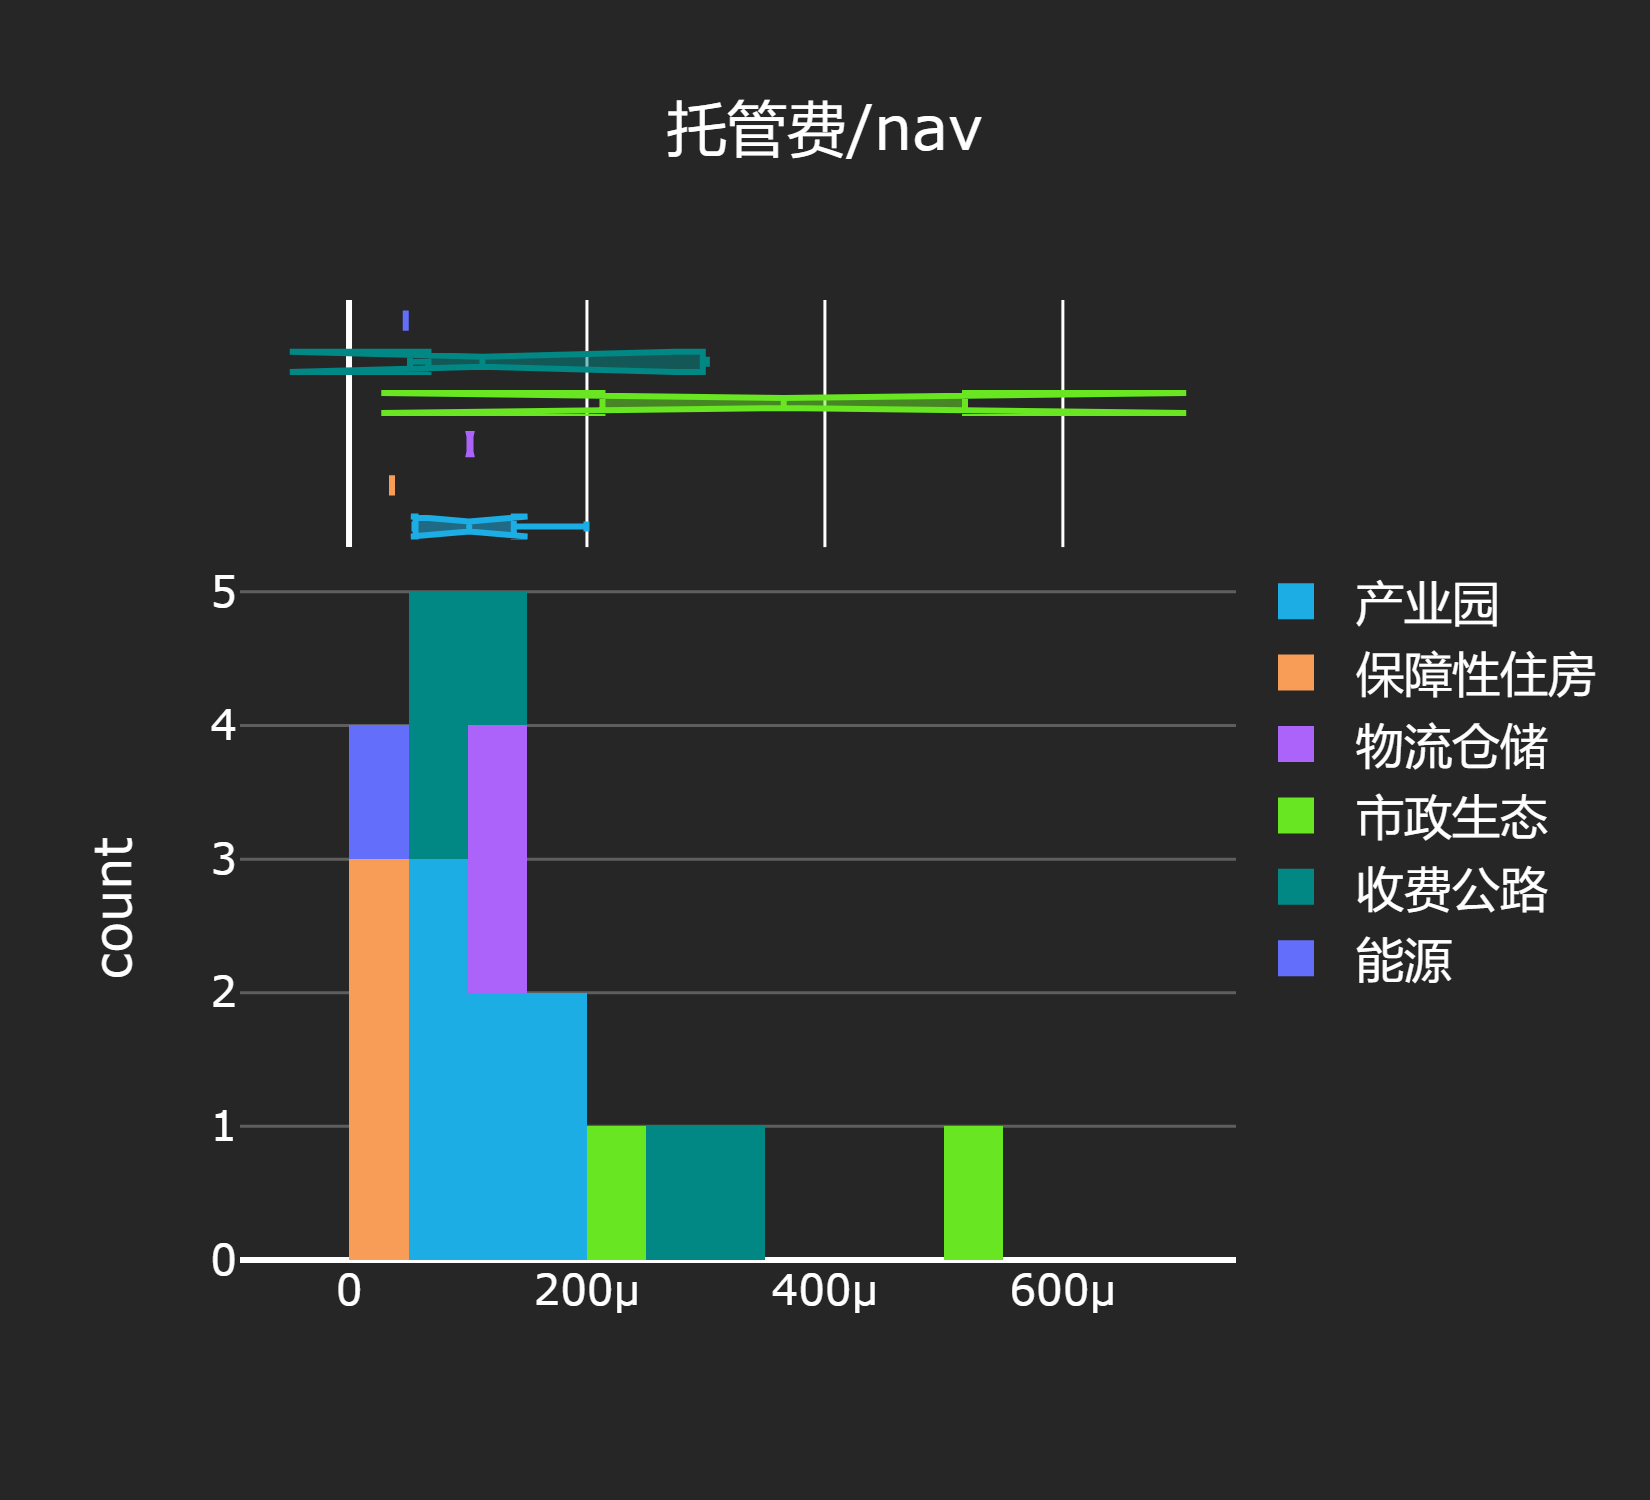 托管费/nav
5
4
3
2
1
0
count
0
200μ
400μ
600μ
产业园
保障性住房
物流仓储
市政生态
收费公路
能源